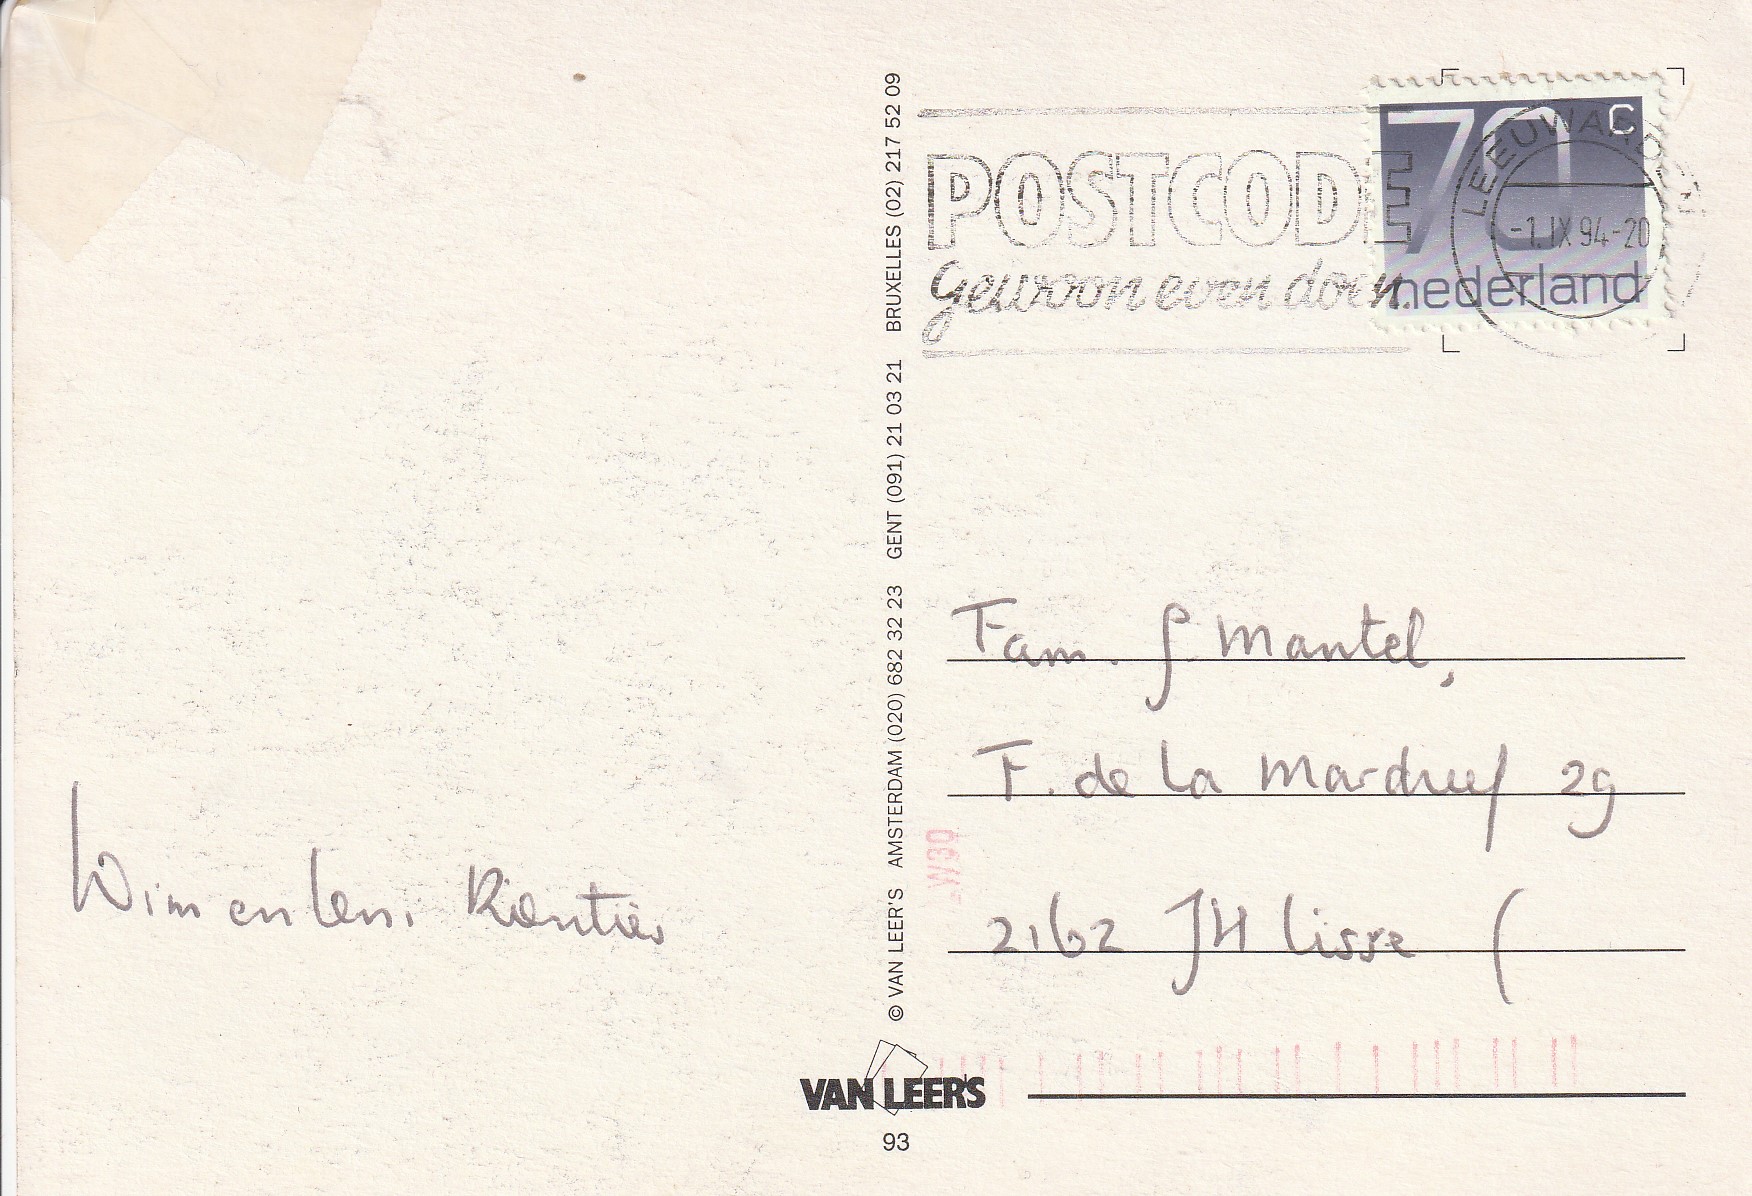 70 c
nederland
LEEUWARDEN
-1.IX 94-20
POSTCODE
gewoon even doen.
Fam. J. Mantel,
F. de la Mardreef 29
2162 JH Lisse (
Wim en Leni
© VAN LEER'S AMSTERDAM (020) 682 32 23 GENT (091) 21 03 21 BRUXELLES (02) 217 52 09
VAN LEER'S
93